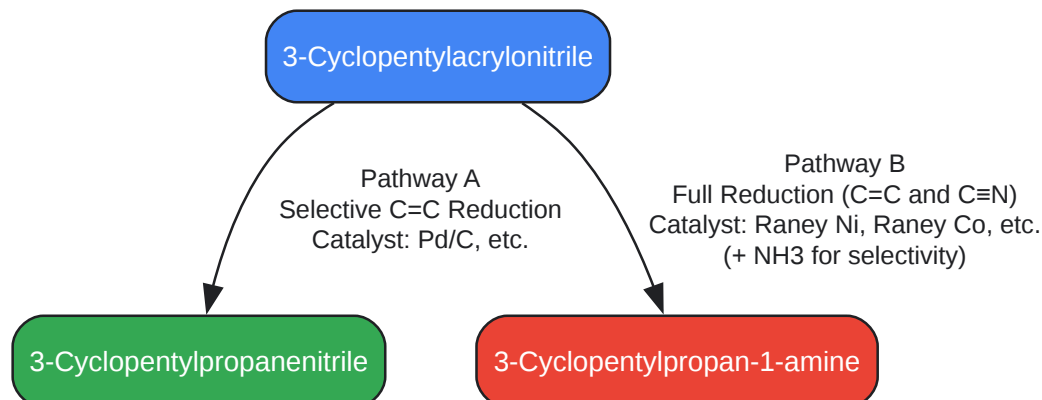 3-Cyclopentylacrylonitrile
Pathway A
Selective C=C Reduction
Catalyst: Pd/C, etc.
Pathway B
Full Reduction (C=C and C≡N)
Catalyst: Raney Ni, Raney Co, etc.
(+ NH3 for selectivity)
3-Cyclopentylpropanenitrile
3-Cyclopentylpropan-1-amine